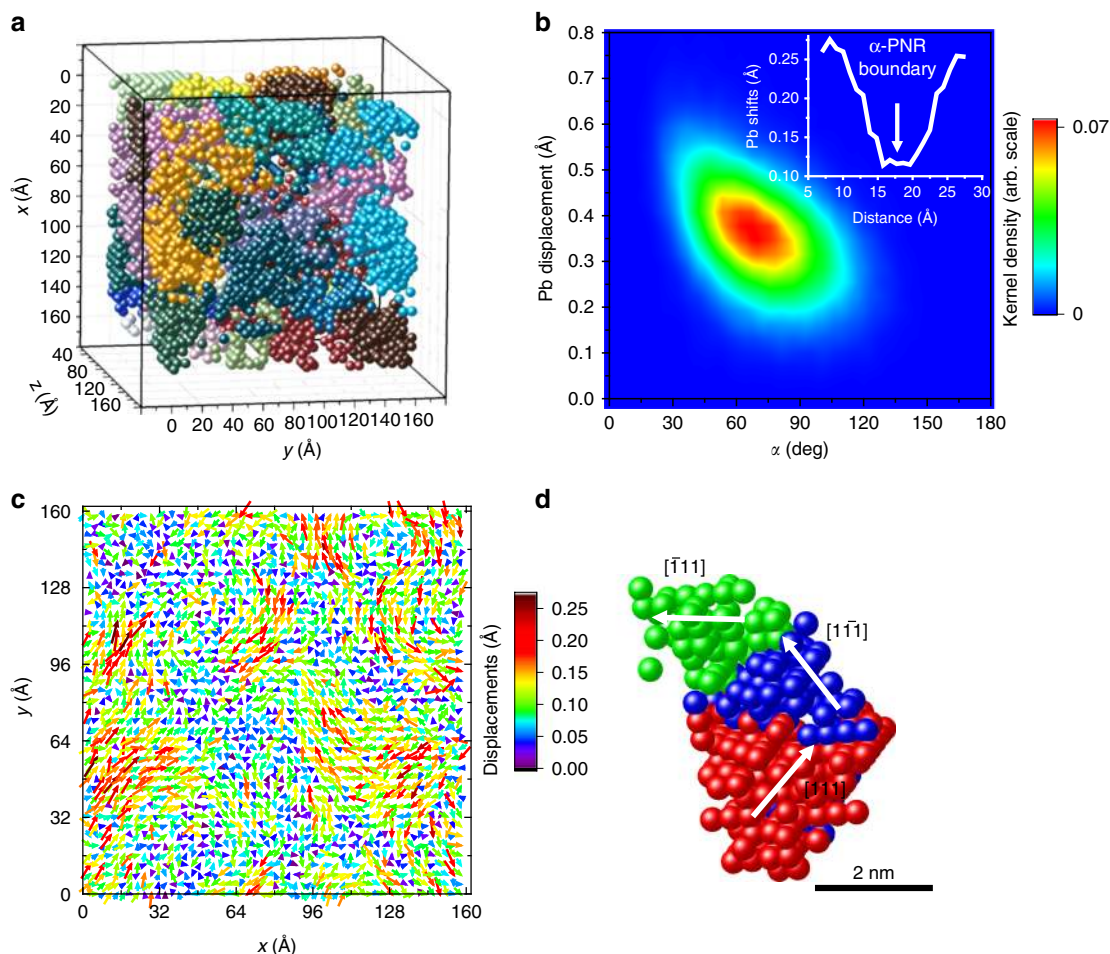 a
0
20
40
60
80
100
120
140
160
x (Å)
40
80
120
160
z (Å)
0 20 40 60 80 100 120 140 160
y (Å)
b
0.8
0.7
0.6
0.5
0.4
0.3
0.2
0.1
0.0
Pb displacement (Å)
0 30 60 90 120 150 180
α (deg)
α-PNR
boundary
Pb shifts (Å)
0.25
0.20
0.15
0.10
5 10 15 20 25 30
Distance (Å)
Kernel density (arb. scale)
0.07
0
c
160
128
96
64
32
0
y (Å)
0 32 64 96 128 160
x (Å)
Displacements (Å)
0.25
0.20
0.15
0.10
0.05
0.00
d
[1̄11]
[11̄1]
[111]
2 nm